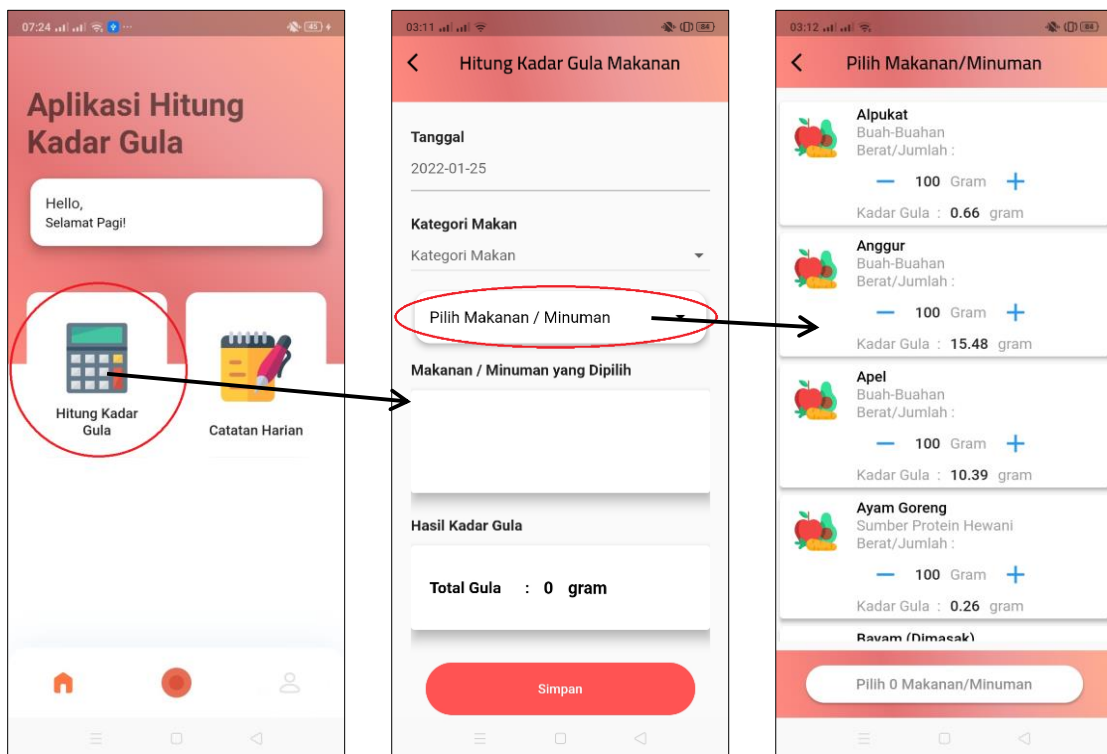 07:24
45
Aplikasi Hitung
Kadar Gula
Hello,
Selamat Pagi!
Hitung Kadar
Gula
Catatan Harian
03:11
84
Hitung Kadar Gula Makanan
Tanggal
2022-01-25
Kategori Makan
Kategori Makan
Pilih Makanan / Minuman
Makanan / Minuman yang Dipilih
Hasil Kadar Gula
Total Gula : 0 gram
Simpan
03:12
84
Pilih Makanan/Minuman
Alpukat
Buah-Buahan
Berat/Jumlah :
— 100 Gram +
Kadar Gula : 0.66 gram
Anggur
Buah-Buahan
Berat/Jumlah :
— 100 Gram +
Kadar Gula : 15.48 gram
Apel
Buah-Buahan
Berat/Jumlah :
— 100 Gram +
Kadar Gula : 10.39 gram
Ayam Goreng
Sumber Protein Hewani
Berat/Jumlah :
— 100 Gram +
Kadar Gula : 0.26 gram
Bayam (Dimasak)
Pilih 0 Makanan/Minuman